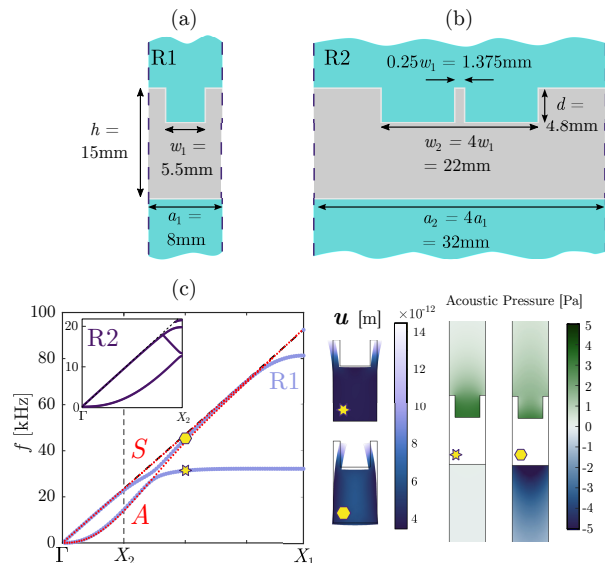 (a)
(b)
R1
R2
0.25w₁ = 1.375mm
h =
15mm
w₁ =
5.5mm
d =
4.8mm
w₂ = 4w₁
= 22mm
a₁ =
8mm
a₂ = 4a₁
= 32mm
(c)
f [kHz]
100
80
60
40
20
0
Γ
X₂
X₁
R2
20
10
0
Γ
X₂
R1
S
A
u [m]
×10⁻¹²
14
12
10
8
6
4
Acoustic Pressure [Pa]
5
4
3
2
1
0
-1
-2
-3
-4
-5